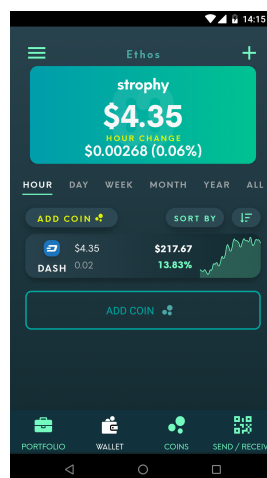 14:15
Ethos
strophy
$4.35
HOUR CHANGE
$0.00268 (0.06%)
HOUR DAY WEEK MONTH YEAR ALL
ADD COIN SORT BY
$4.35 $217.67
DASH 0.02 13.83%
ADD COIN
PORTFOLIO WALLET COINS SEND / RECEIV